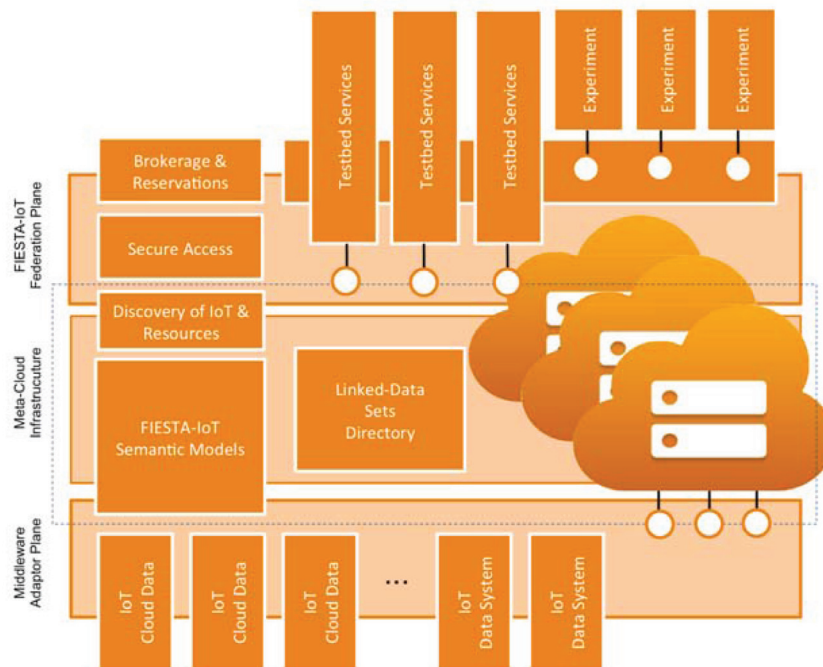 Testbed Services
Testbed Services
Testbed Services
Experiment
Experiment
Experiment
FIESTA-IoT
Federation Plane
Brokerage &
Reservations
Secure Access
Discovery of IoT &
Resources
Meta-Cloud
Infrastrucuture
FIESTA-IoT
Semantic Models
Linked-Data
Sets
Directory
Middleware
Adaptor Plane
IoT
Cloud Data
IoT
Cloud Data
IoT
Cloud Data
...
IoT
Data System
IoT
Data System